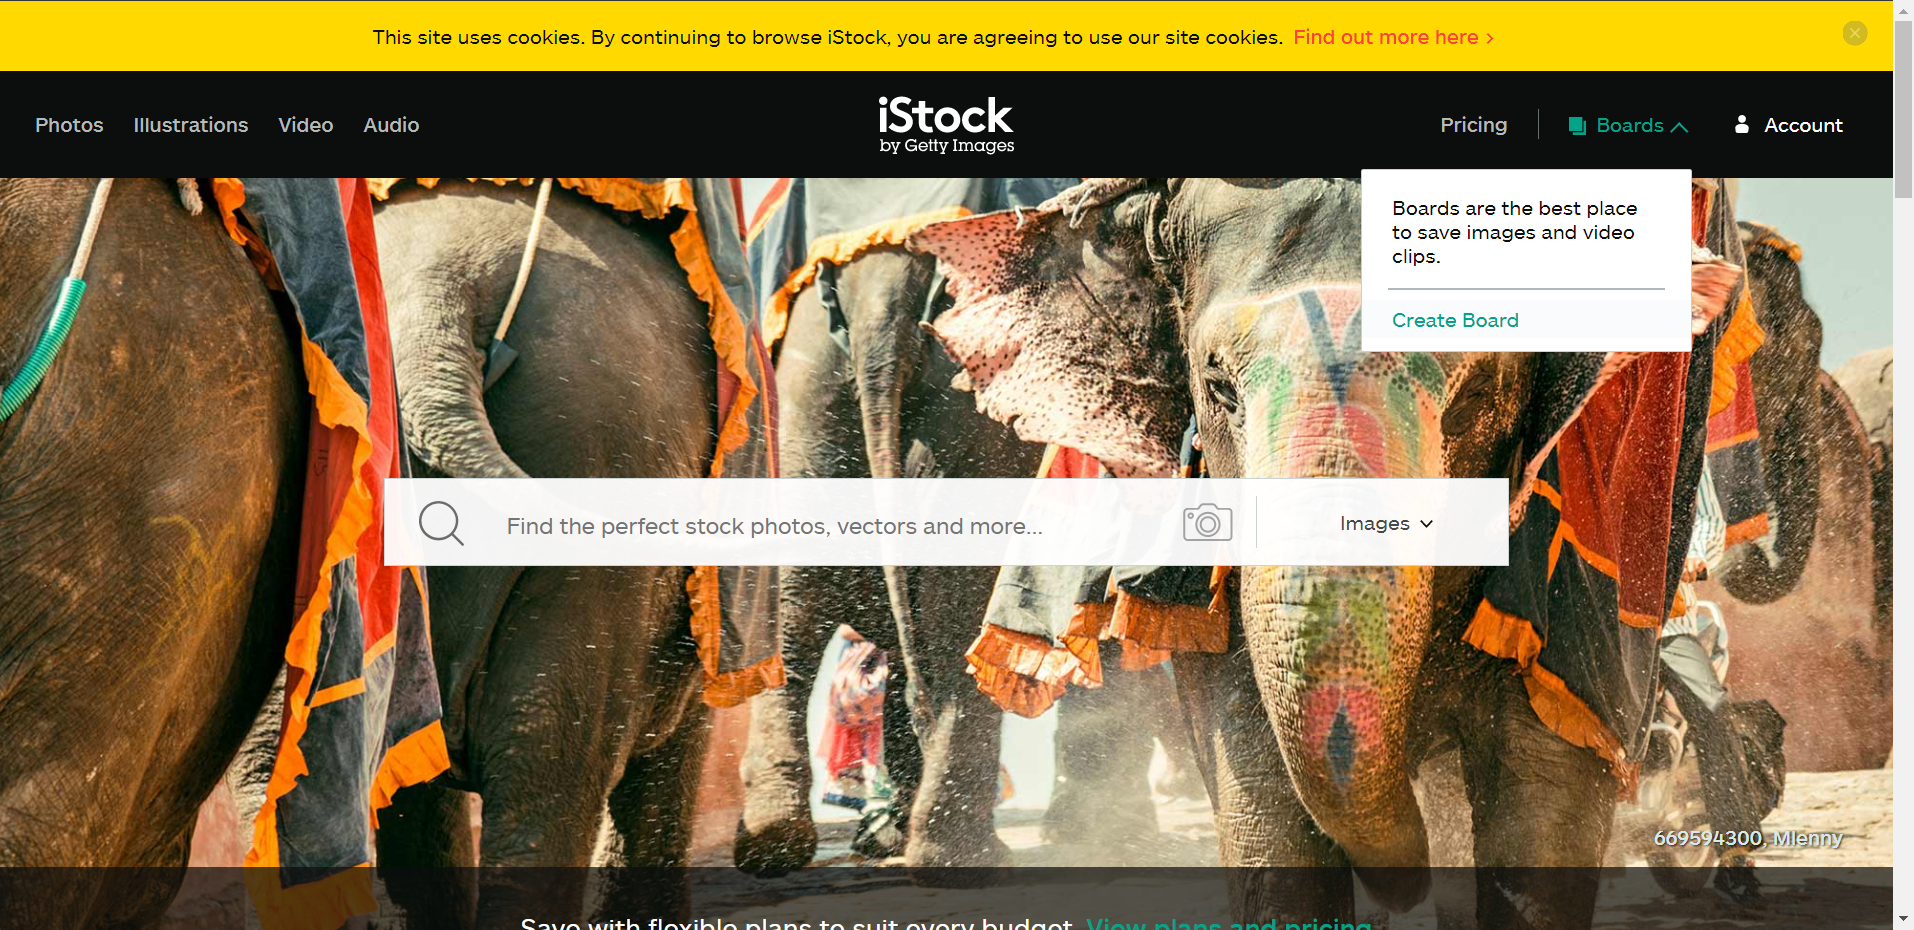 This site uses cookies. By continuing to browse iStock, you are agreeing to use our site cookies. Find out more here >
Photos Illustrations Video Audio
iStock
by Getty Images
Pricing Boards Account
Boards are the best place
to save images and video
clips.
Create Board
Find the perfect stock photos, vectors and more...
Images
669594300, Mlenny
Save with flexible plans to suit every budget. View plans and pricing